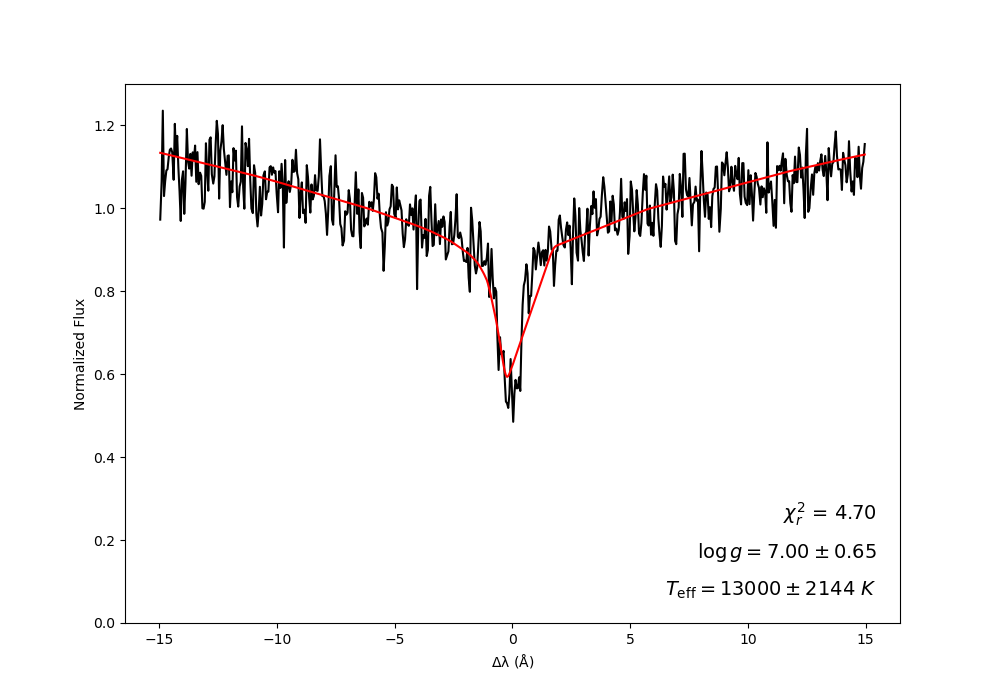 1.2
1.0
0.8
0.6
0.4
0.2
0.0
Normalized Flux
χ²ᵣ = 4.70
log g = 7.00 ± 0.65
T_eff = 13000 ± 2144 K
−15 −10 −5 0 5 10 15
Δλ (Å)